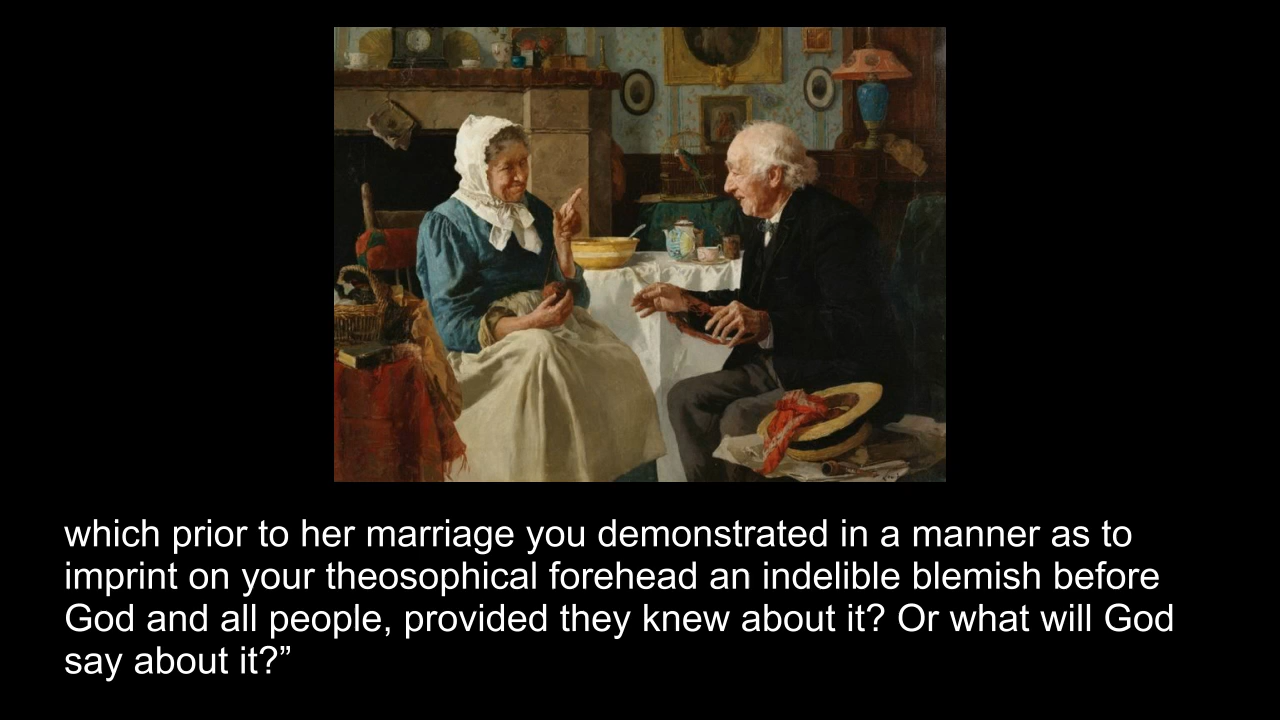 which prior to her marriage you demonstrated in a manner as to
imprint on your theosophical forehead an indelible blemish before
God and all people, provided they knew about it? Or what will God
say about it?”